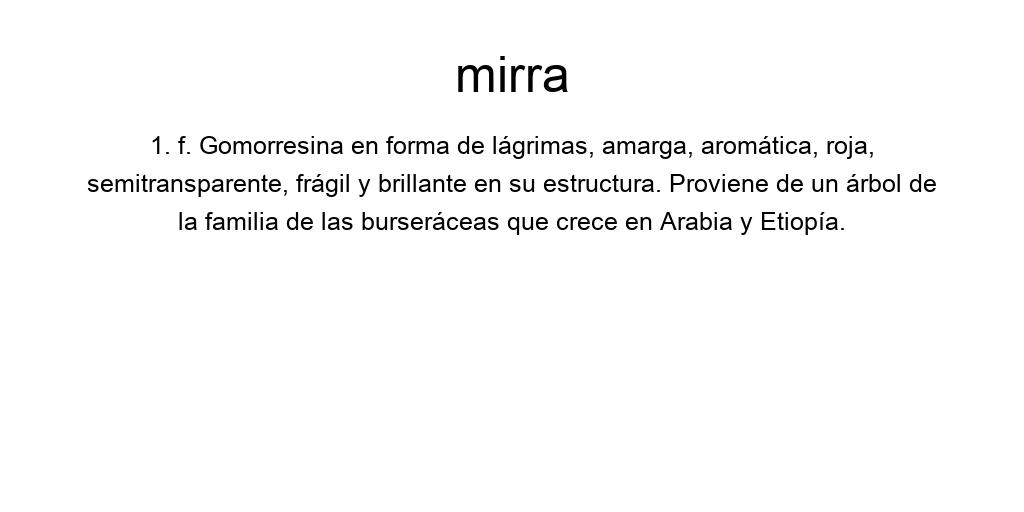 mirra
1. f. Gomorresina en forma de lágrimas, amarga, aromática, roja,
semitransparente, frágil y brillante en su estructura. Proviene de un árbol de
la familia de las burseráceas que crece en Arabia y Etiopía.